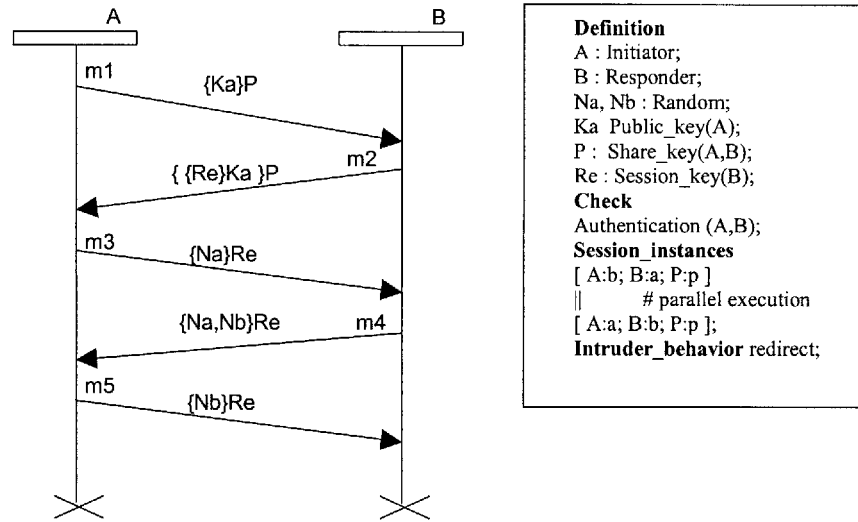 A
B
m1
{Ka}P
m2
{ {Re}Ka }P
m3
{Na}Re
{Na,Nb}Re
m4
m5
{Nb}Re
Definition
A : Initiator;
B : Responder;
Na, Nb : Random;
Ka Public_key(A);
P : Share_key(A,B);
Re : Session_key(B);
Check
Authentication (A,B);
Session_instances
[ A:b; B:a; P:p ]
|| # parallel execution
[ A:a; B:b; P:p ];
Intruder_behavior redirect;